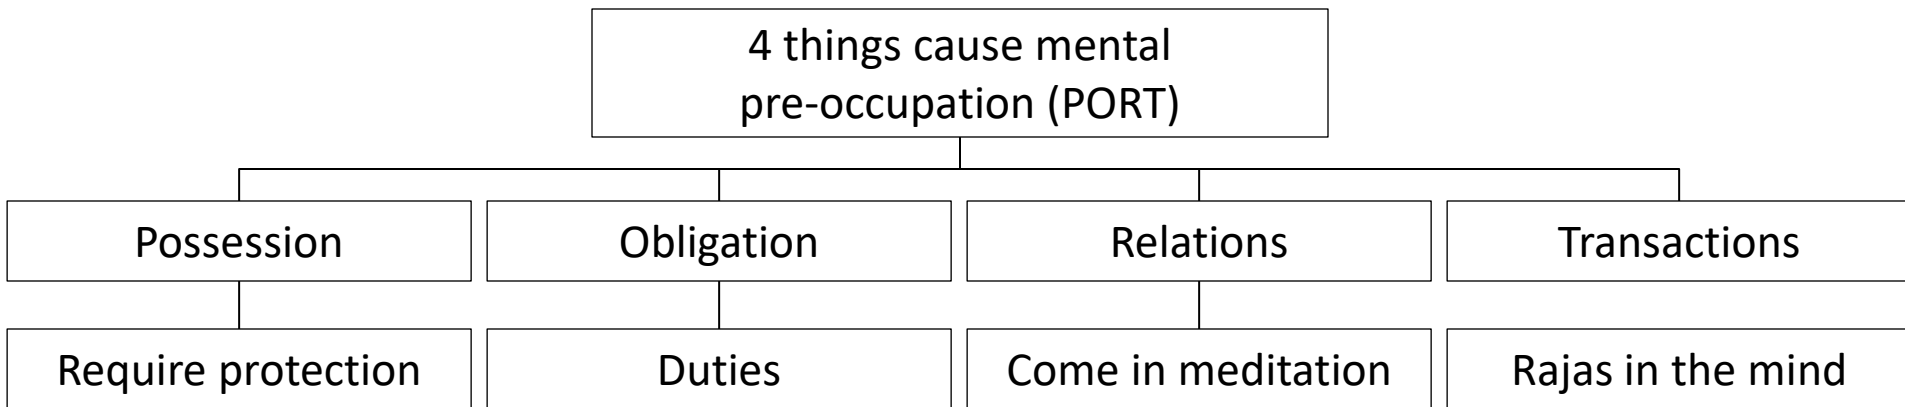 4 things cause mental
pre-occupation (PORT)
Possession
Obligation
Relations
Transactions
Require protection
Duties
Come in meditation
Rajas in the mind